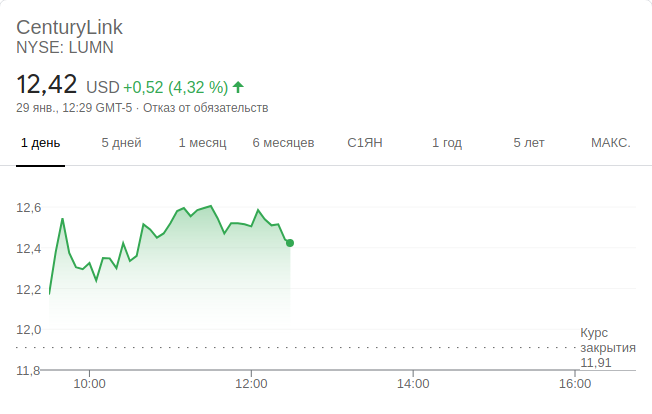 CenturyLink
NYSE: LUMN
12,42 USD +0,52 (4,32 %)
29 янв., 12:29 GMT-5 · Отказ от обязательств
1 день 5 дней 1 месяц 6 месяцев С1ЯН 1 год 5 лет МАКС.
12,6
12,4
12,2
12,0
Курс
закрытия
11,91
11,8
10:00 12:00 14:00 16:00